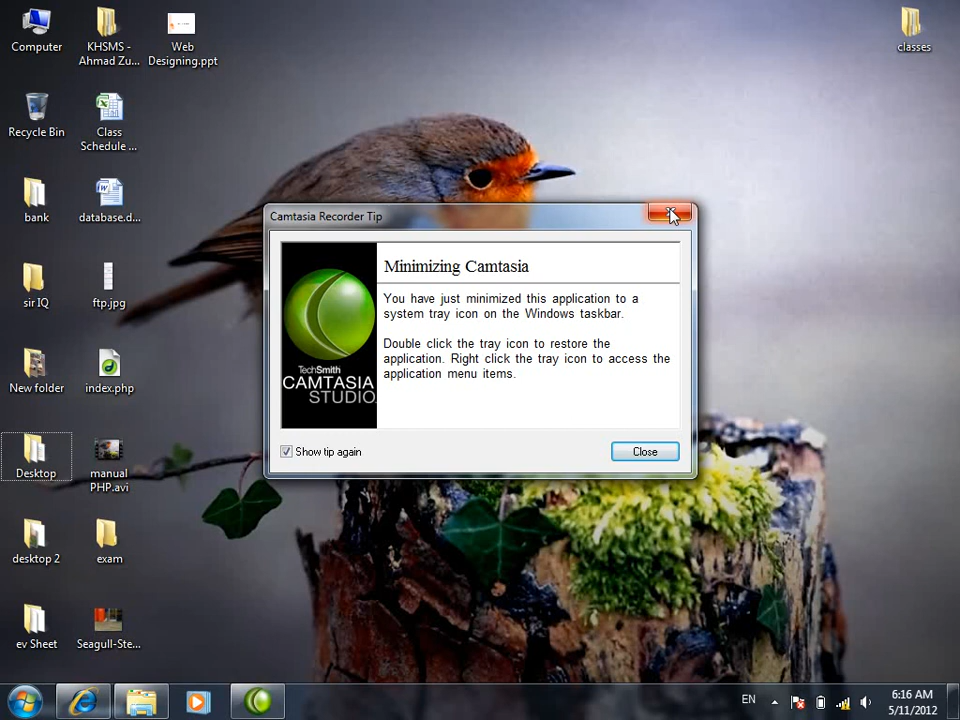 Computer
KHSMS -
Ahmad Zu...
Web
Designing.ppt
classes
Recycle Bin
Class
Schedule ...
bank
database.d...
sir IQ
ftp.jpg
New folder
index.php
Desktop
manual
PHP.avi
desktop 2
exam
ev Sheet
Seagull-Ste...
Camtasia Recorder Tip
Minimizing Camtasia
You have just minimized this application to a
system tray icon on the Windows taskbar.
Double click the tray icon to restore the
application. Right click the tray icon to access the
application menu items.
TechSmith
CAMTASIA
STUDIO
Show tip again
Close
EN
6:16 AM
5/11/2012